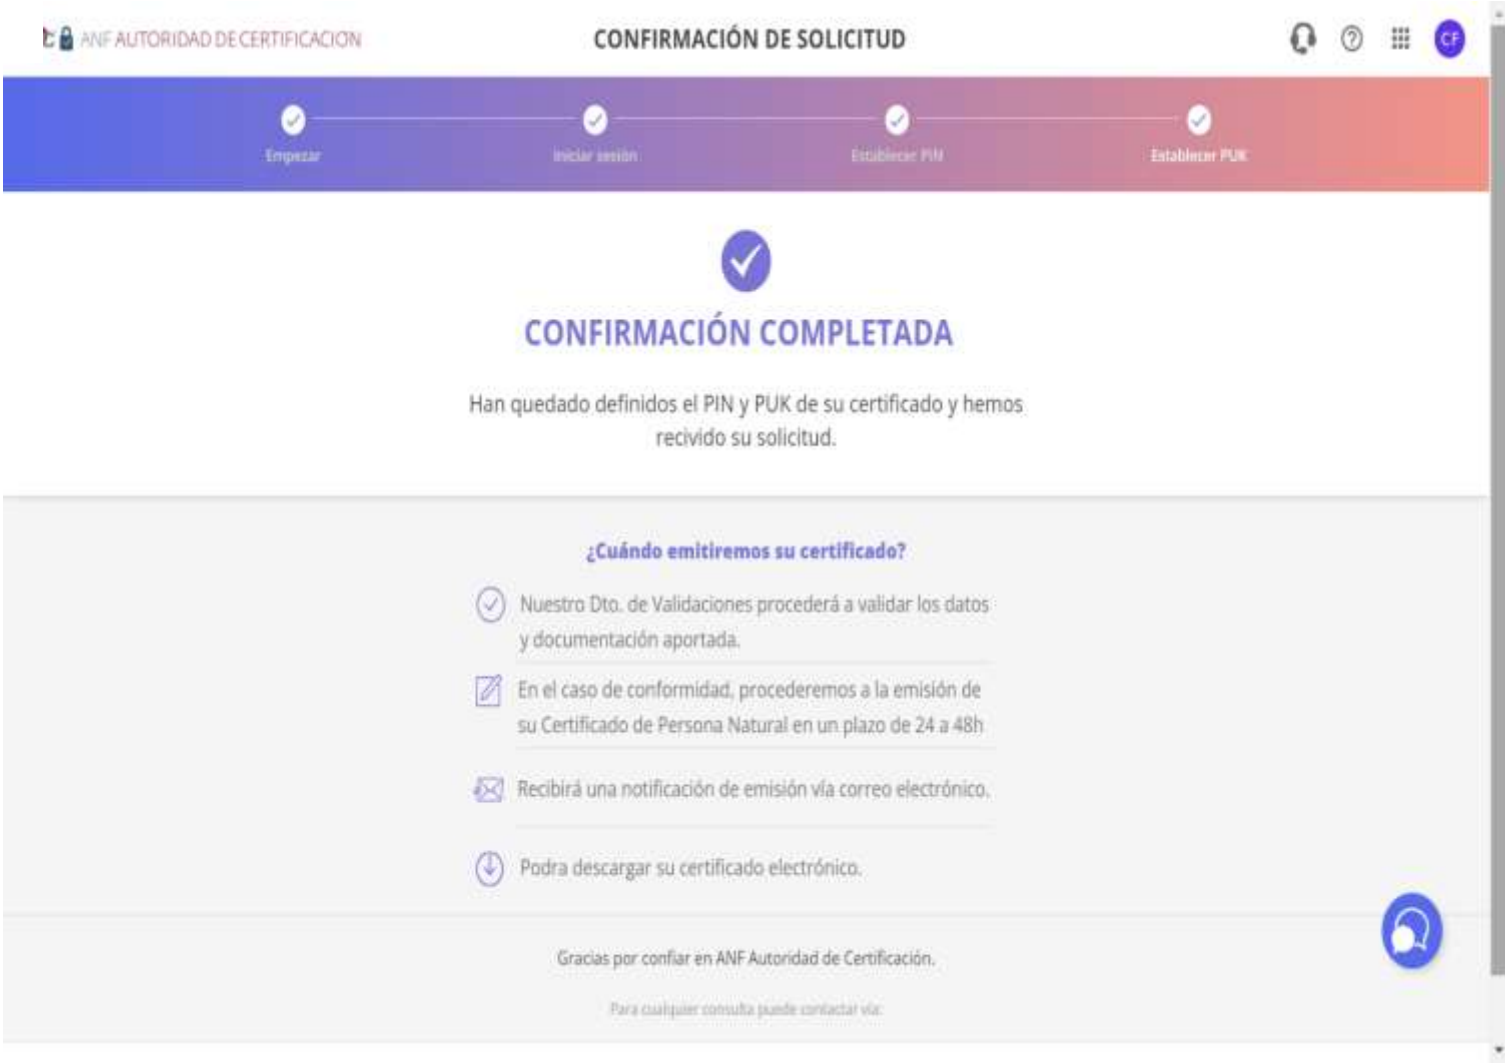 ANF AUTORIDAD DE CERTIFICACION
CONFIRMACIÓN DE SOLICITUD
CF
Empezar
Iniciar sesión
Establecer PIN
Establecer PUK
CONFIRMACIÓN COMPLETADA
Han quedado definidos el PIN y PUK de su certificado y hemos
recivido su solicitud.
¿Cuándo emitiremos su certificado?
Nuestro Dto. de Validaciones procederá a validar los datos
y documentación aportada.
En el caso de conformidad, procederemos a la emisión de
su Certificado de Persona Natural en un plazo de 24 a 48h
Recibirá una notificación de emisión vía correo electrónico.
Podra descargar su certificado electrónico.
Gracias por confiar en ANF Autoridad de Certificación.
Para cualquier consulta puede contactar vía: